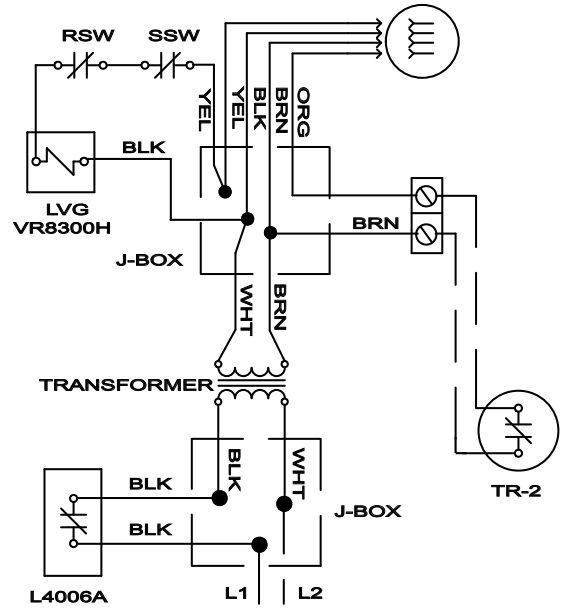 RSW
SSW
YEL
YEL
BLK
BRN
ORG
BLK
LVG
VR8300H
BRN
J-BOX
WHT
BRN
TRANSFORMER
TR-2
BLK
WHT
BLK
J-BOX
BLK
L4006A
L1
L2